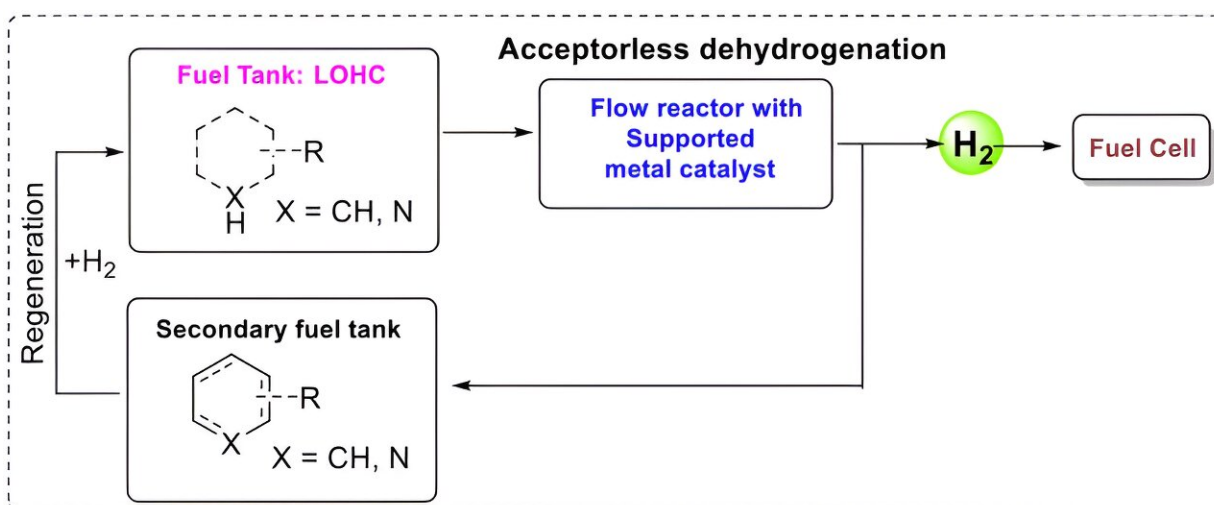 Acceptorless dehydrogenation
Fuel Tank: LOHC
R
X
H
X = CH, N
Flow reactor with
Supported
metal catalyst
H₂
Fuel Cell
Regeneration
+H₂
Secondary fuel tank
R
X
X = CH, N